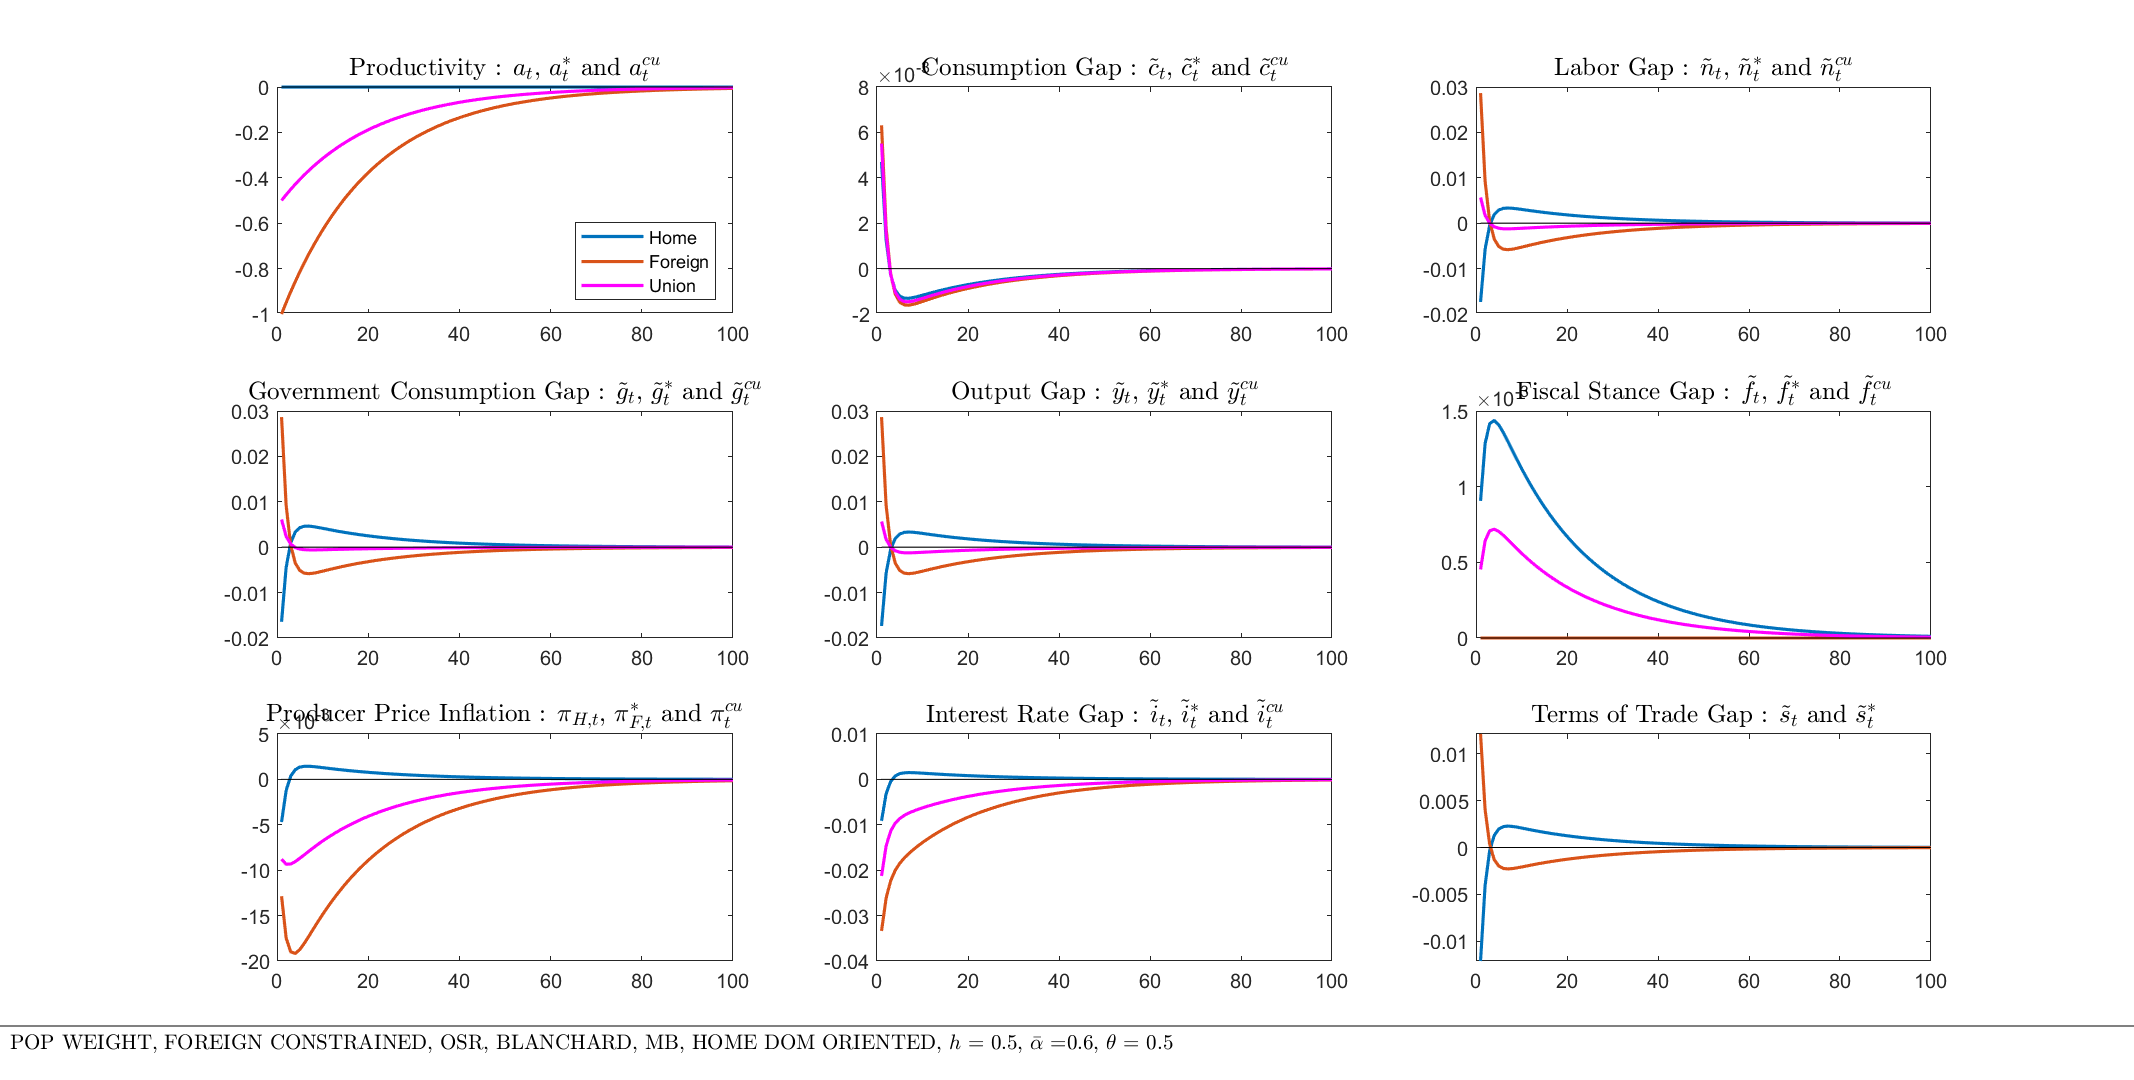 Productivity : a_t, a_t^* and a_t^{cu}
0
-0.2
-0.4
-0.6
-0.8
-1
0 20 40 60 80 100
Home
Foreign
Union
Consumption Gap : c̃_t, c̃_t^* and c̃_t^{cu}
8
6
4
2
0
-2
0 20 40 60 80 100
Labor Gap : ñ_t, ñ_t^* and ñ_t^{cu}
0.03
0.02
0.01
0
-0.01
-0.02
0 20 40 60 80 100
Government Consumption Gap : g̃_t, g̃_t^* and g̃_t^{cu}
0.03
0.02
0.01
0
-0.01
-0.02
0 20 40 60 80 100
Output Gap : ỹ_t, ỹ_t^* and ỹ_t^{cu}
0.03
0.02
0.01
0
-0.01
-0.02
0 20 40 60 80 100
Fiscal Stance Gap : f̃_t, f̃_t^* and f̃_t^{cu}
1.5
1
0.5
0
0 20 40 60 80 100
Producer Price Inflation : π_{H,t}, π_{F,t}^* and π_t^{cu}
5
0
-5
-10
-15
-20
0 20 40 60 80 100
Interest Rate Gap : ĩ_t, ĩ_t^* and ĩ_t^{cu}
0.01
0
-0.01
-0.02
-0.03
-0.04
0 20 40 60 80 100
Terms of Trade Gap : s̃_t and s̃_t^*
0.01
0.005
0
-0.005
-0.01
0 20 40 60 80 100
POP WEIGHT, FOREIGN CONSTRAINED, OSR, BLANCHARD, MB, HOME DOM ORIENTED, h = 0.5, ᾱ =0.6, θ = 0.5